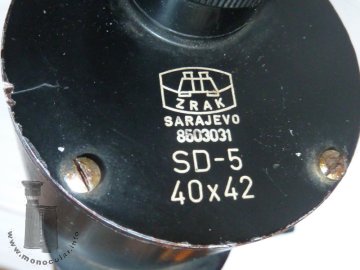 ZRAK
SARAJEVO
8503031
SD-5
40x42
www.monocular.info